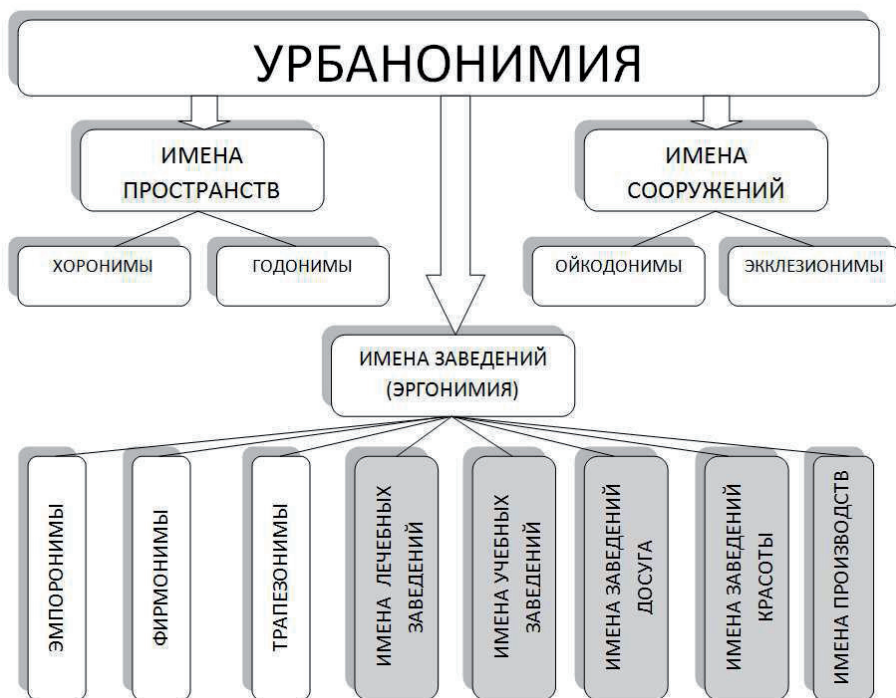 УРБАНОНИМИЯ
ИМЕНА
ПРОСТРАНСТВ
ИМЕНА
СООРУЖЕНИЙ
ХОРОНИМЫ
ГОДОНИМЫ
ОЙКОДОНИМЫ
ЭККЛЕЗИОНИМЫ
ИМЕНА ЗАВЕДЕНИЙ
(ЭРГОНИМИЯ)
ЭМПОРОНИМЫ
ФИРМОНИМЫ
ТРАПЕЗОНИМЫ
ИМЕНА ЛЕЧЕБНЫХ
ЗАВЕДЕНИЙ
ИМЕНА УЧЕБНЫХ
ЗАВЕДЕНИЙ
ИМЕНА ЗАВЕДЕНИЙ
ДОСУГА
ИМЕНА ЗАВЕДЕНИЙ
КРАСОТЫ
ИМЕНА ПРОИЗВОДСТВ